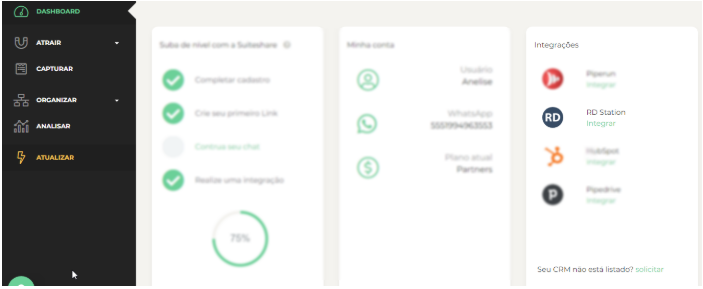 DASHBOARD
ATRAIR
CAPTURAR
ORGANIZAR
ANALISAR
ATUALIZAR
Suba de nível com a Suiteshare
Completar cadastro
Crie seu primeiro Link
Continue seu trial
Realize uma integração
75%
Minha conta
Usuário
Anelise
WhatsApp
5551994963553
Plano atual
Partners
Integrações
Piperun
Integrar
RD
RD Station
Integrar
HubSpot
Integrar
Pipedrive
Integrar
Seu CRM não está listado? solicitar